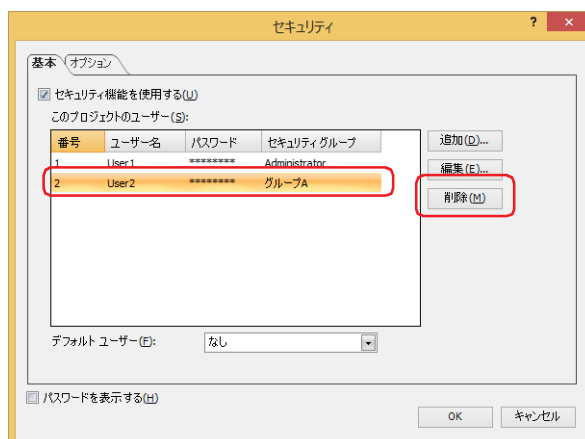 セキュリティ
?
×
基本 オプション
セキュリティ機能を使用する(U)
このプロジェクトのユーザー(S):
番号 ユーザー名 パスワード セキュリティ グループ
1 User1 ******** Administrator
2 User2 ******** グループA
追加(D)...
編集(E)...
削除(M)
デフォルト ユーザー(F): なし
パスワードを表示する(H)
OK キャンセル